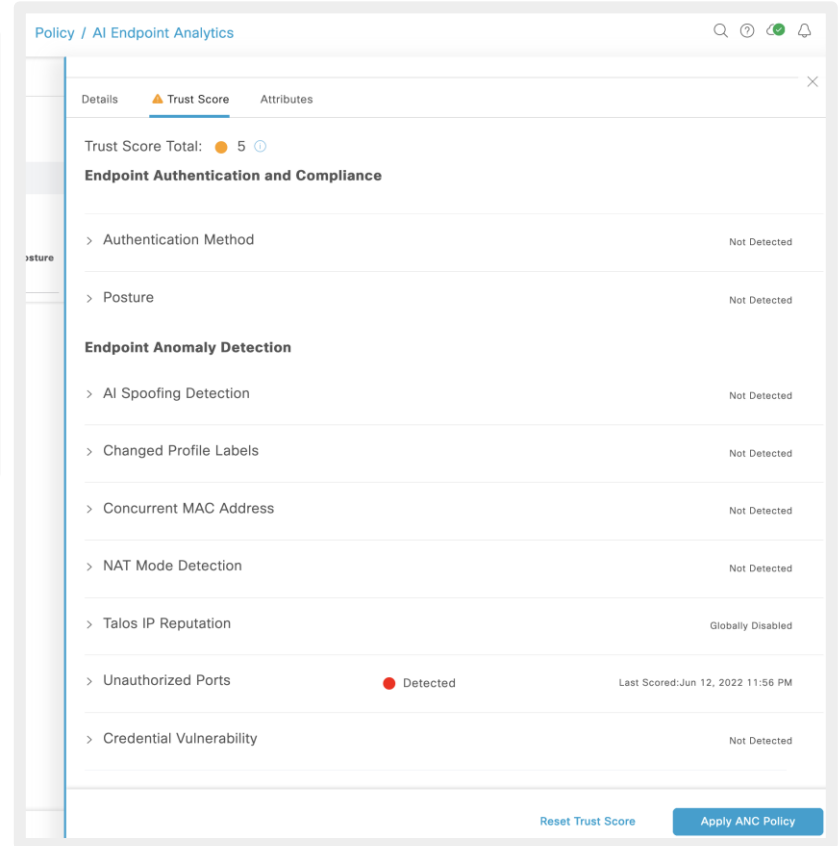 Policy / AI Endpoint Analytics
Details Trust Score Attributes
Trust Score Total: 5
Endpoint Authentication and Compliance
Authentication Method Not Detected
osture
Posture Not Detected
Endpoint Anomaly Detection
AI Spoofing Detection Not Detected
Changed Profile Labels Not Detected
Concurrent MAC Address Not Detected
NAT Mode Detection Not Detected
Talos IP Reputation Globally Disabled
Unauthorized Ports Detected Last Scored:Jun 12, 2022 11:56 PM
Credential Vulnerability Not Detected
Reset Trust Score Apply ANC Policy